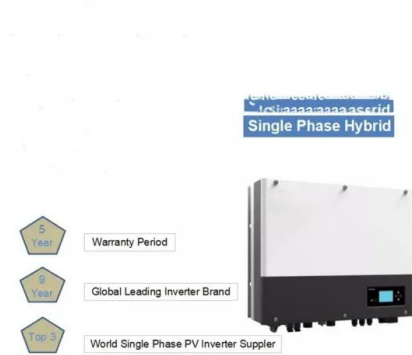 Single Phase Hybrid
5
Year
Warranty Period
9
Year
Global Leading Inverter Brand
Top 3
World Single Phase PV Inverter Suppler